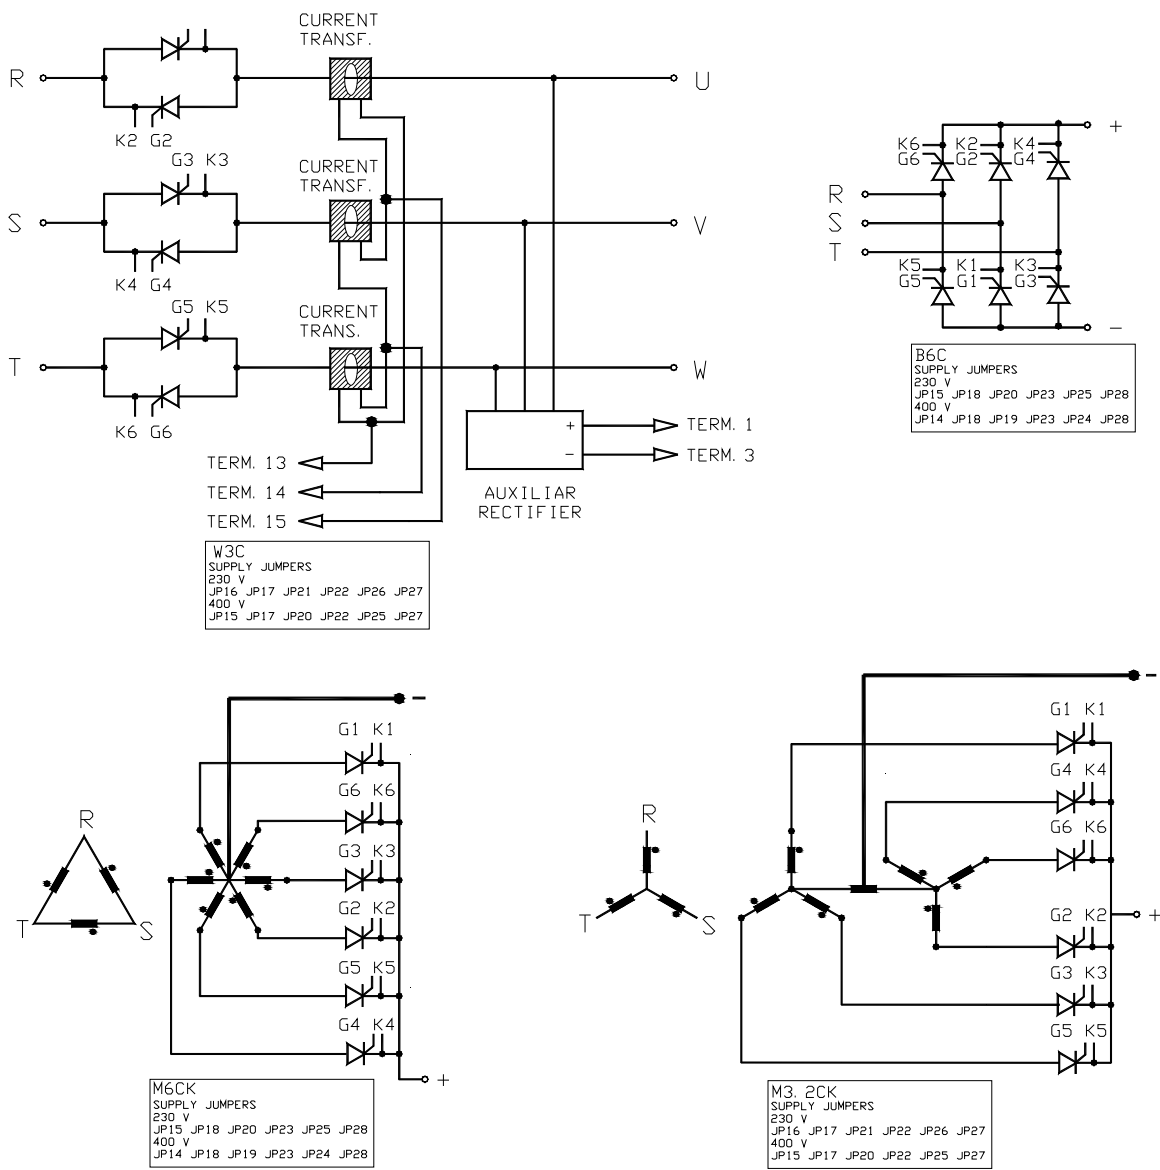 CURRENT
TRANSF.
R
U
K2 G2
G3 K3
CURRENT
TRANSF.
S
V
K4 G4
G5 K5
CURRENT
TRANS.
T
W
K6 G6
+
TERM. 1
−
TERM. 3
AUXILIAR
RECTIFIER
TERM. 13
TERM. 14
TERM. 15
W3C
SUPPLY JUMPERS
230 V
JP16 JP17 JP21 JP22 JP26 JP27
400 V
JP15 JP17 JP20 JP22 JP25 JP27
+
K6 K2 K4
G6 G2 G4
R
S
T
K5 K1 K3
G5 G1 G3
−
B6C
SUPPLY JUMPERS
230 V
JP15 JP18 JP20 JP23 JP25 JP28
400 V
JP14 JP18 JP19 JP23 JP24 JP28
−
G1 K1
G6 K6
R
G3 K3
G2 K2
T
S
G5 K5
G4 K4
+
M6CK
SUPPLY JUMPERS
230 V
JP15 JP18 JP20 JP23 JP25 JP28
400 V
JP14 JP18 JP19 JP23 JP24 JP28
-
G1 K1
G4 K4
R
G6 K6
T
S
G2 K2
+
G3 K3
G5 K5
M3. 2CK
SUPPLY JUMPERS
230 V
JP16 JP17 JP21 JP22 JP26 JP27
400 V
JP15 JP17 JP20 JP22 JP25 JP27